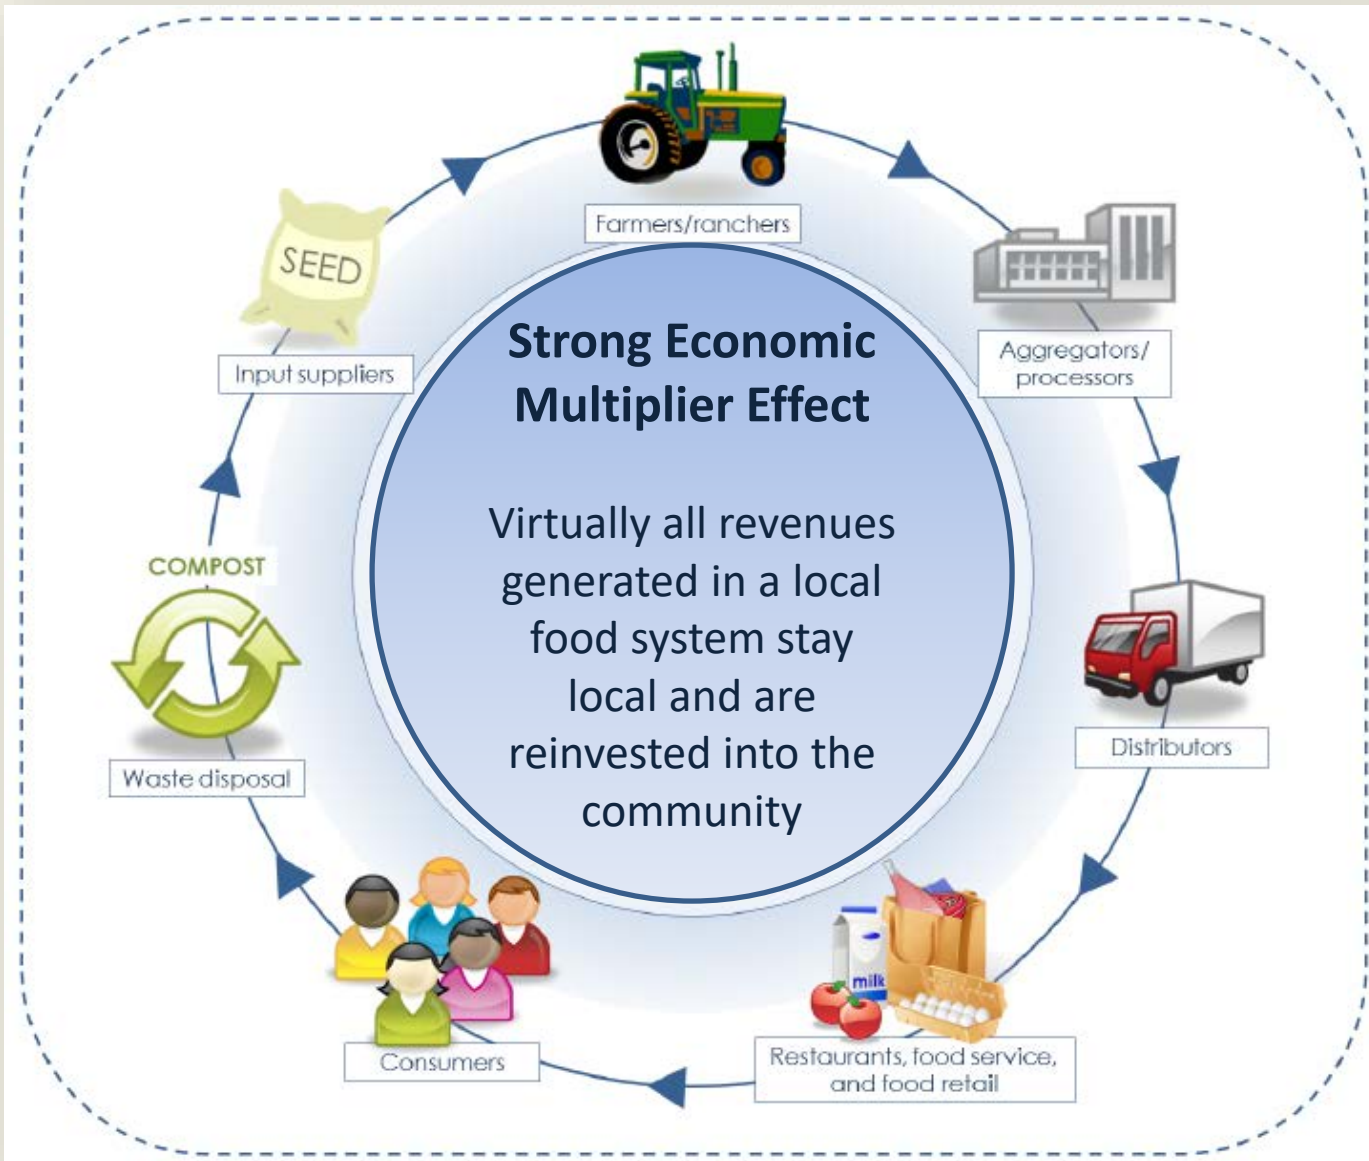 Farmers/ranchers
SEED
Input suppliers
Aggregators/
processors
Strong Economic
Multiplier Effect
Virtually all revenues
generated in a local
food system stay
local and are
reinvested into the
community
COMPOST
Waste disposal
Distributors
milk
Consumers
Restaurants, food service,
and food retail